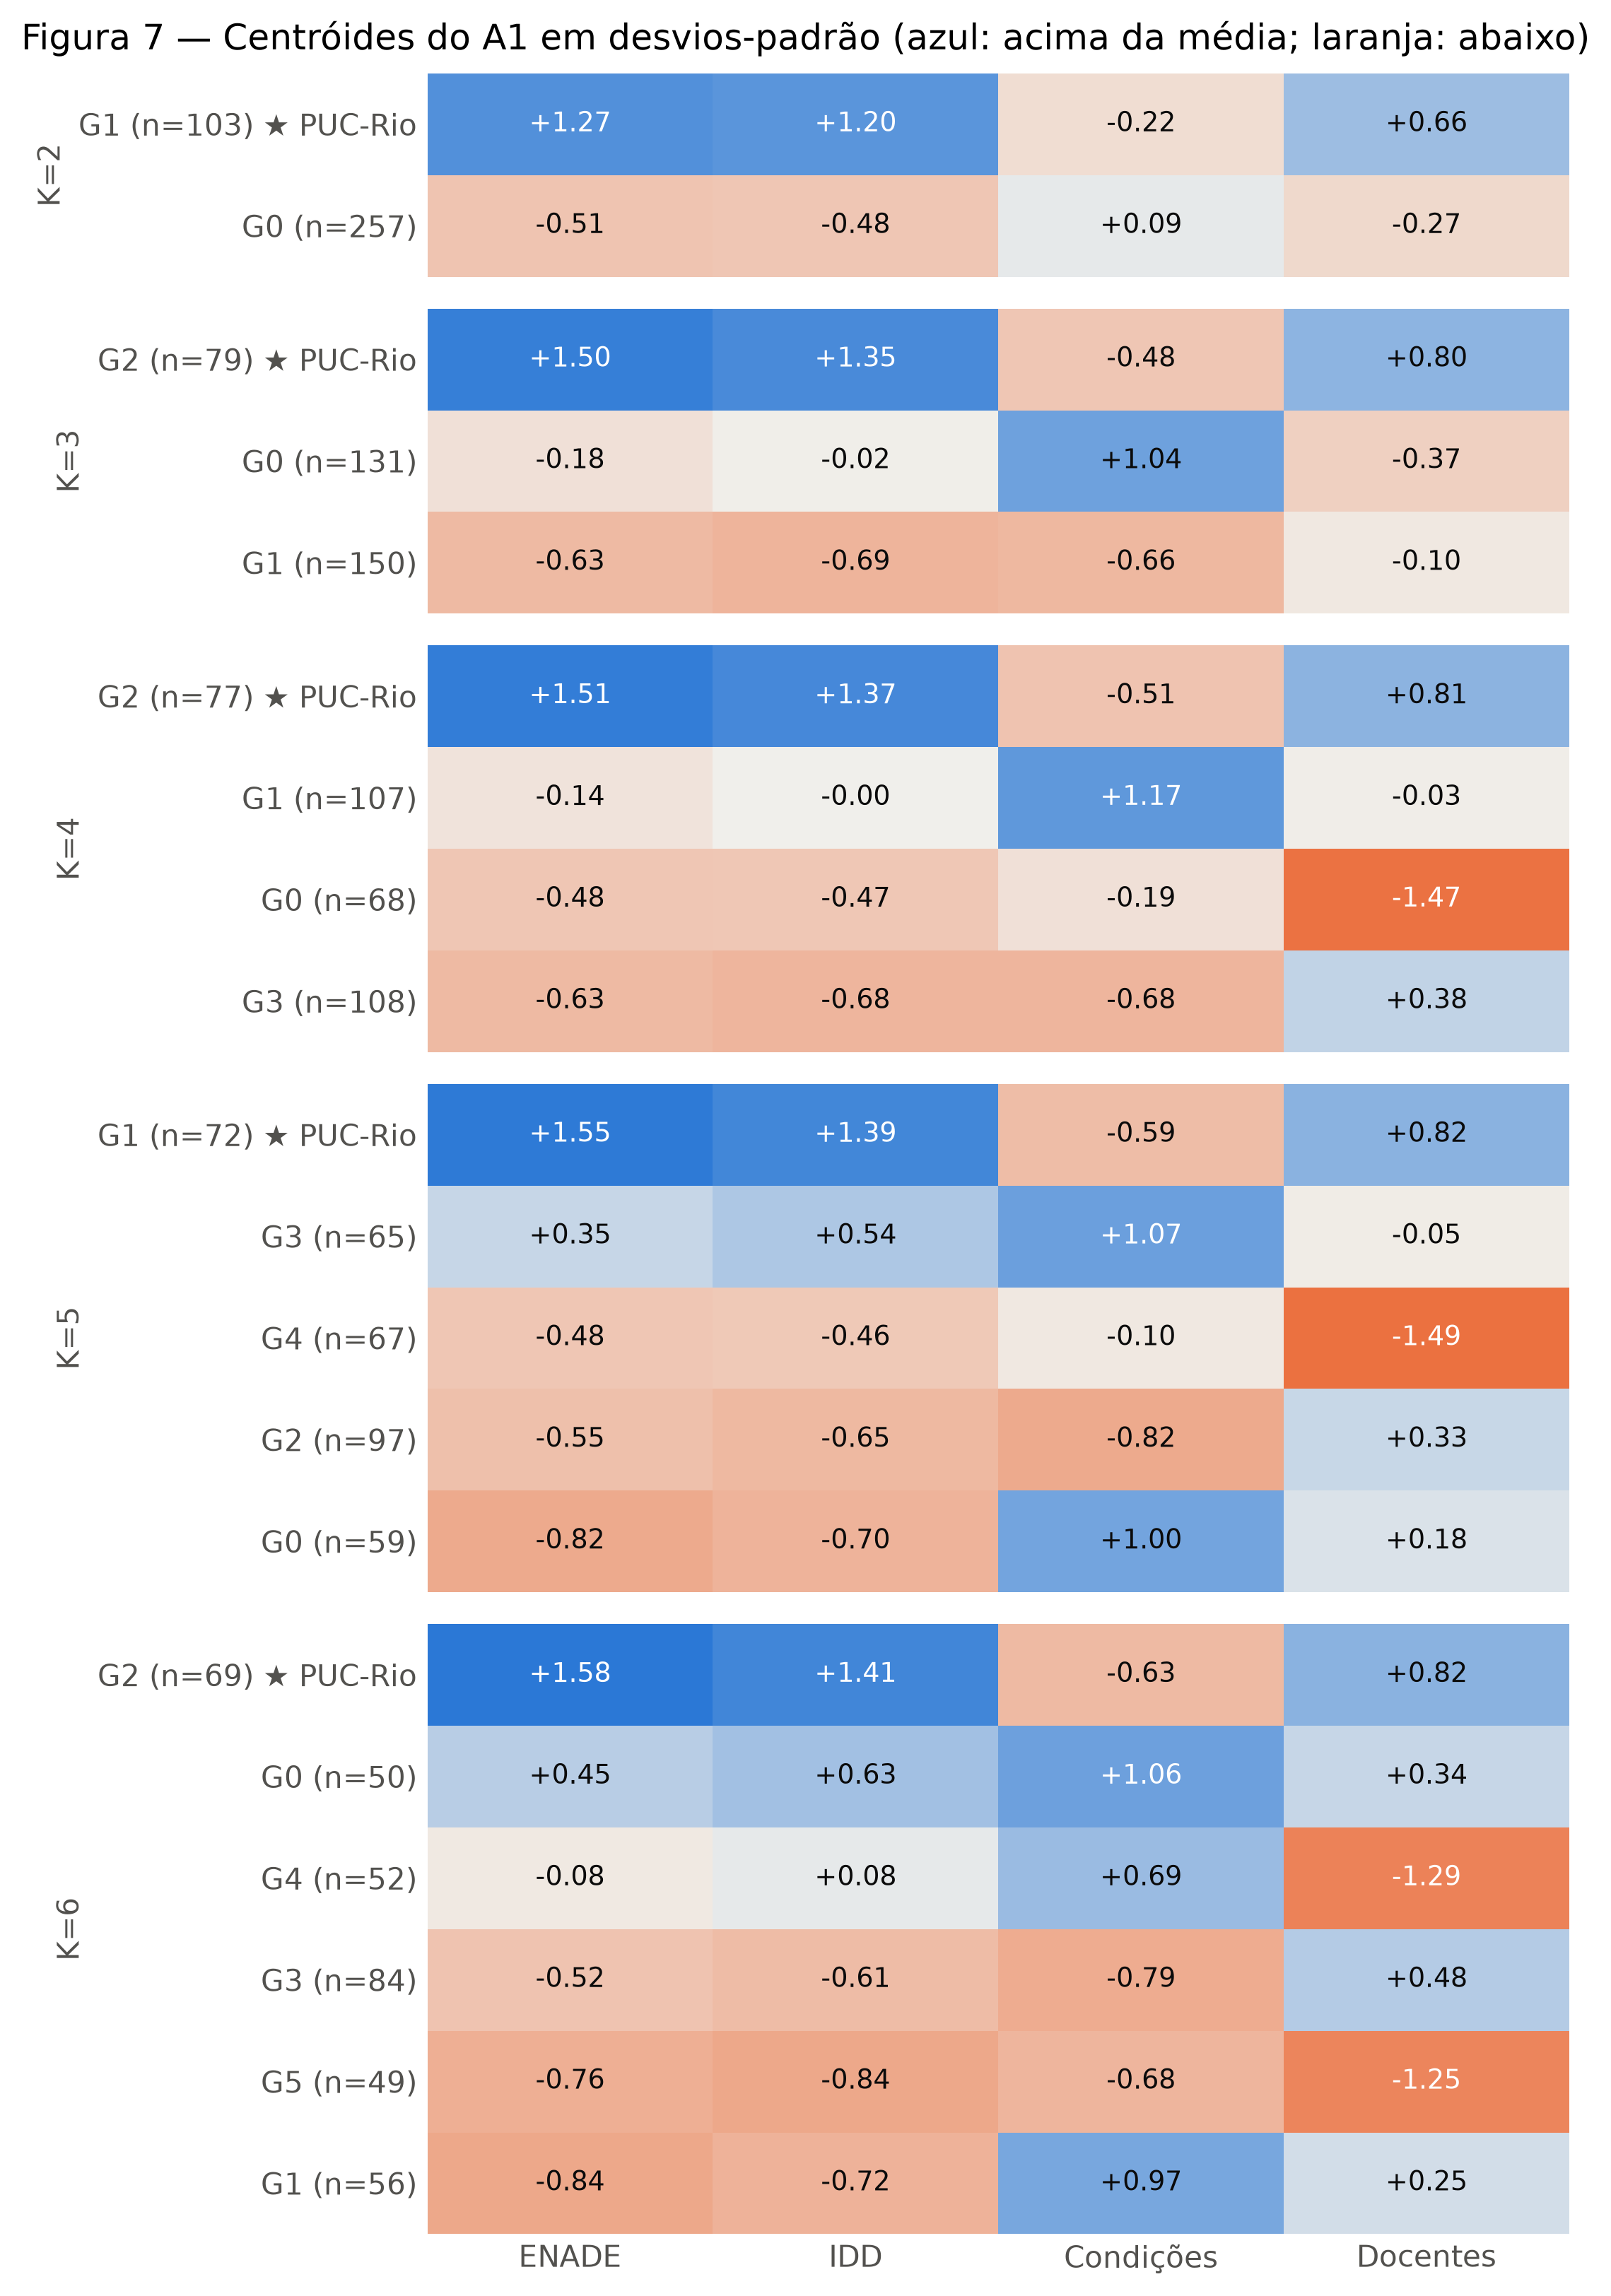 Figura 7 — Centróides do A1 em desvios-padrão (azul: acima da média; laranja: abaixo)
K=2
G1 (n=103) ★ PUC-Rio +1.27 +1.20 -0.22 +0.66
G0 (n=257) -0.51 -0.48 +0.09 -0.27
K=3
G2 (n=79) ★ PUC-Rio +1.50 +1.35 -0.48 +0.80
G0 (n=131) -0.18 -0.02 +1.04 -0.37
G1 (n=150) -0.63 -0.69 -0.66 -0.10
K=4
G2 (n=77) ★ PUC-Rio +1.51 +1.37 -0.51 +0.81
G1 (n=107) -0.14 -0.00 +1.17 -0.03
G0 (n=68) -0.48 -0.47 -0.19 -1.47
G3 (n=108) -0.63 -0.68 -0.68 +0.38
K=5
G1 (n=72) ★ PUC-Rio +1.55 +1.39 -0.59 +0.82
G3 (n=65) +0.35 +0.54 +1.07 -0.05
G4 (n=67) -0.48 -0.46 -0.10 -1.49
G2 (n=97) -0.55 -0.65 -0.82 +0.33
G0 (n=59) -0.82 -0.70 +1.00 +0.18
K=6
G2 (n=69) ★ PUC-Rio +1.58 +1.41 -0.63 +0.82
G0 (n=50) +0.45 +0.63 +1.06 +0.34
G4 (n=52) -0.08 +0.08 +0.69 -1.29
G3 (n=84) -0.52 -0.61 -0.79 +0.48
G5 (n=49) -0.76 -0.84 -0.68 -1.25
G1 (n=56) -0.84 -0.72 +0.97 +0.25
ENADE IDD Condições Docentes